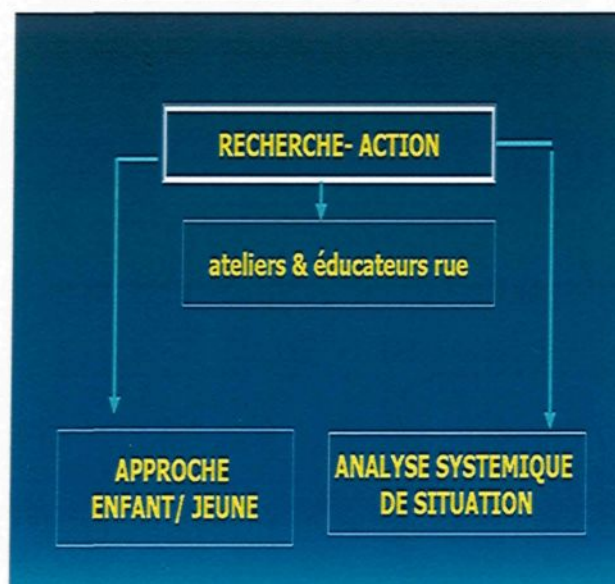 RECHERCHE- ACTION
ateliers & éducateurs rue
APPROCHE
ENFANT/ JEUNE
ANALYSE SYSTEMIQUE
DE SITUATION